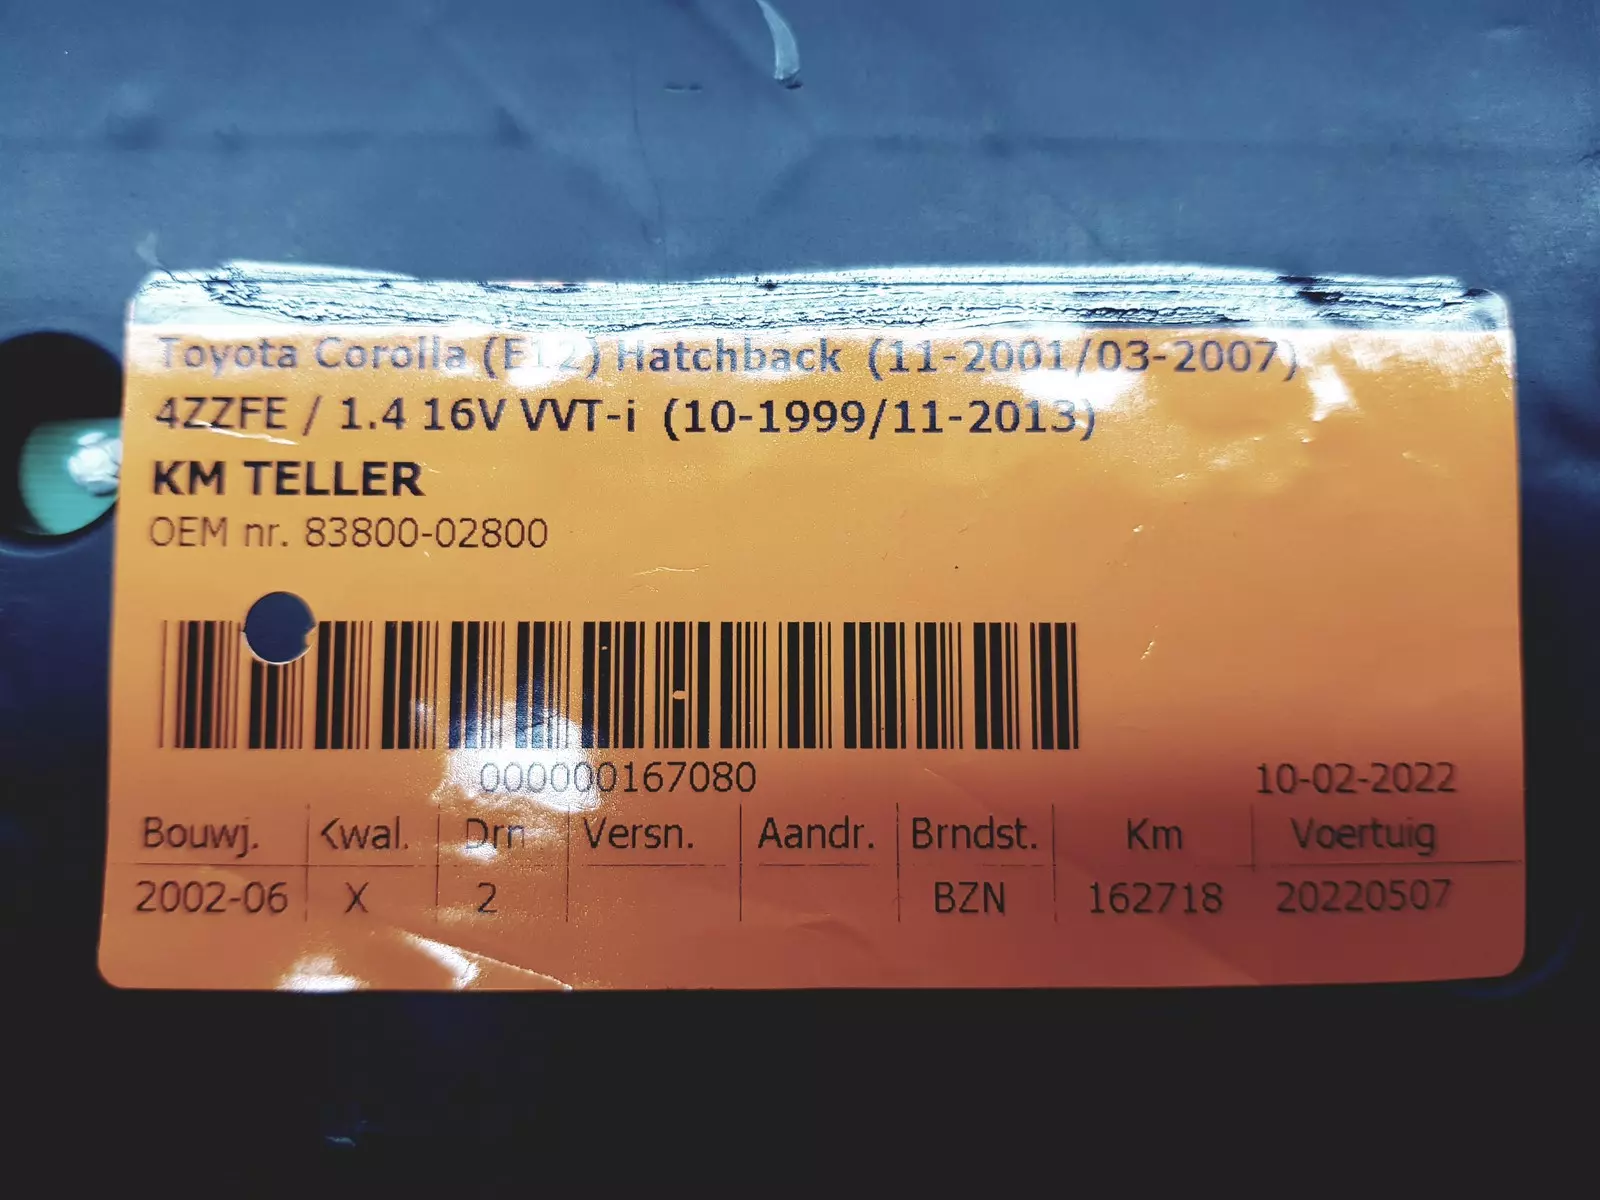 Toyota Corolla (E12) Hatchback (11-2001/03-2007)
4ZZFE / 1.4 16V VVT-i (10-1999/11-2013)
KM TELLER
OEM nr. 83800-02800
000000167080
10-02-2022
Bouwj. Kwal. Drn Versn. Aandr. Brndst. Km Voertuig
2002-06 X 2 BZN 162718 20220507